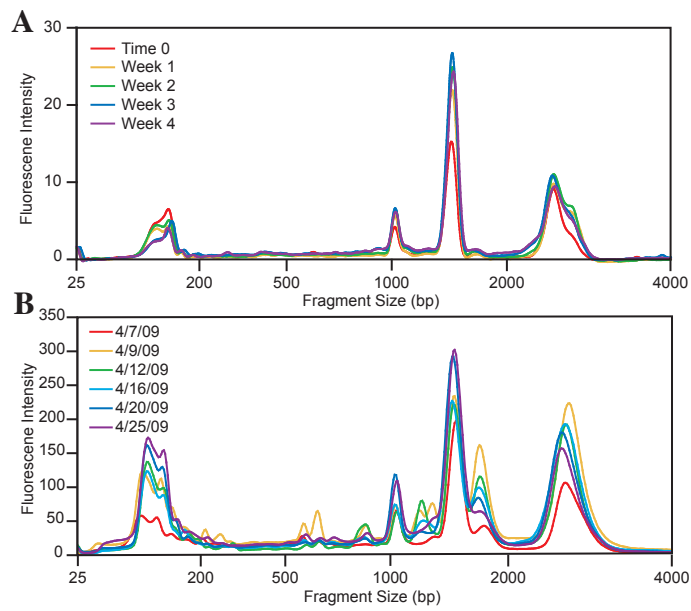 A
30
20
10
0
Fluorescene Intensity
Time 0
Week 1
Week 2
Week 3
Week 4
25 200 500 1000 2000 4000
Fragment Size (bp)
B
350
300
250
200
150
100
50
0
Fluorescene Intensity
4/7/09
4/9/09
4/12/09
4/16/09
4/20/09
4/25/09
25 200 500 1000 2000 4000
Fragment Size (bp)